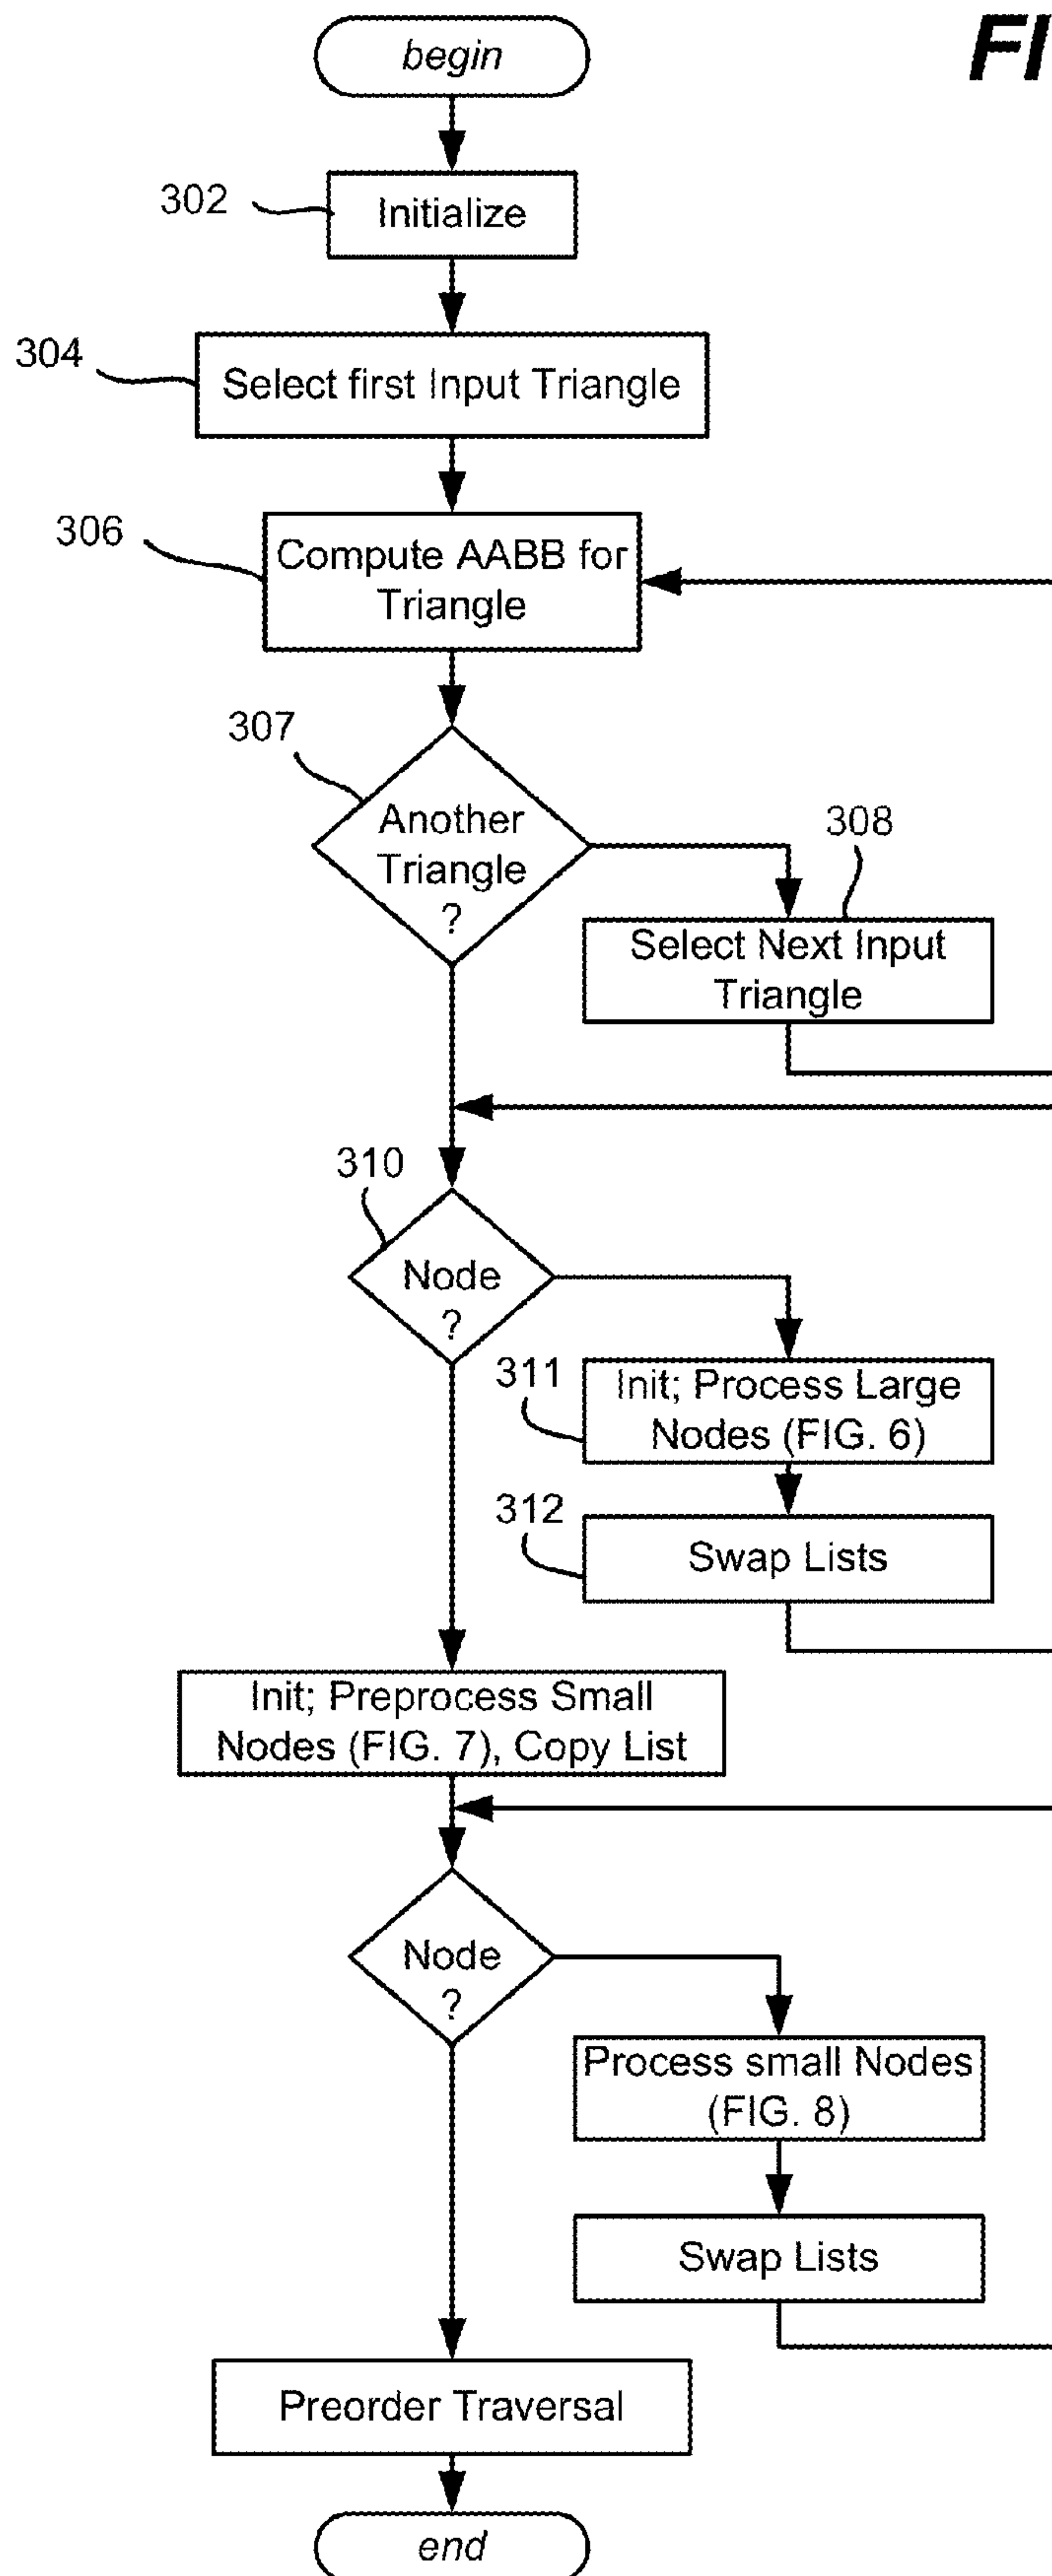 FI
begin
302
Initialize
304
Select first Input Triangle
306
Compute AABB for
Triangle
307
Another
Triangle
?
308
Select Next Input
Triangle
310
Node
?
311
Init; Process Large
Nodes (FIG. 6)
312
Swap Lists
Init; Preprocess Small
Nodes (FIG. 7), Copy List
Node
?
Process small Nodes
(FIG. 8)
Swap Lists
Preorder Traversal
end